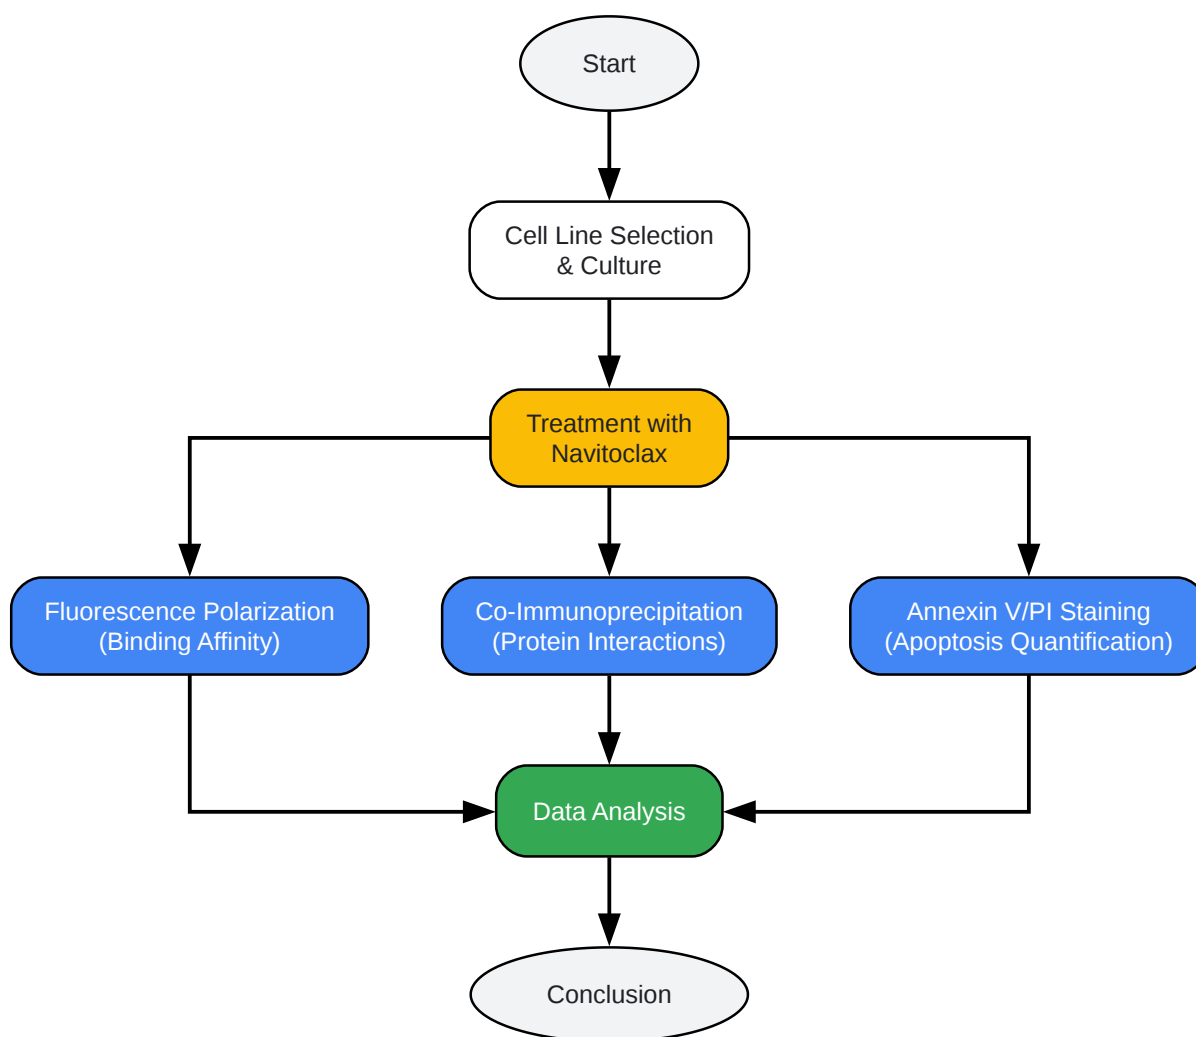 Start
Cell Line Selection
& Culture
Treatment with
Navitoclax
Fluorescence Polarization
(Binding Affinity)
Co-Immunoprecipitation
(Protein Interactions)
Annexin V/PI Staining
(Apoptosis Quantification)
Data Analysis
Conclusion